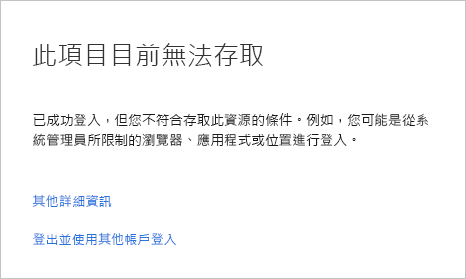 此項目目前無法存取
已成功登入，但您不符合存取此資源的條件。例如，您可能是從系
統管理員所限制的瀏覽器、應用程式或位置進行登入。
其他詳細資訊
登出並使用其他帳戶登入